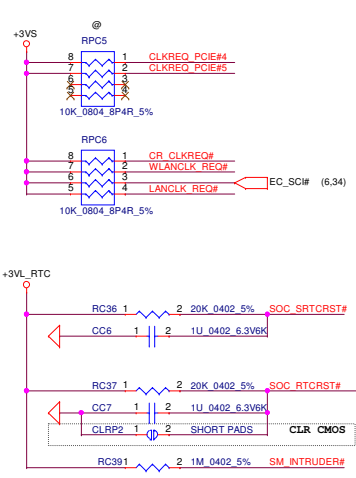 @
+3VS
RPC5
8 1 CLKREQ_PCIE#4
7 2 CLKREQ_PCIE#5
6 3
5 4
10K_0804_8P4R_5%
RPC6
8 1 CR_CLKREQ#
7 2 WLANCLK_REQ#
6 3 EC_SCI# (6,34)
5 4 LANCLK_REQ#
10K_0804_8P4R_5%
+3VL_RTC
RC36 1 2 20K_0402_5% SOC_SRTCRST#
CC6 1 2 1U_0402_6.3V6K
RC37 1 2 20K_0402_5% SOC_RTCRST#
CC7 1 2 1U_0402_6.3V6K
CLRP2 1 2 SHORT PADS CLR CMOS
RC391 2 1M_0402_5% SM_INTRUDER#